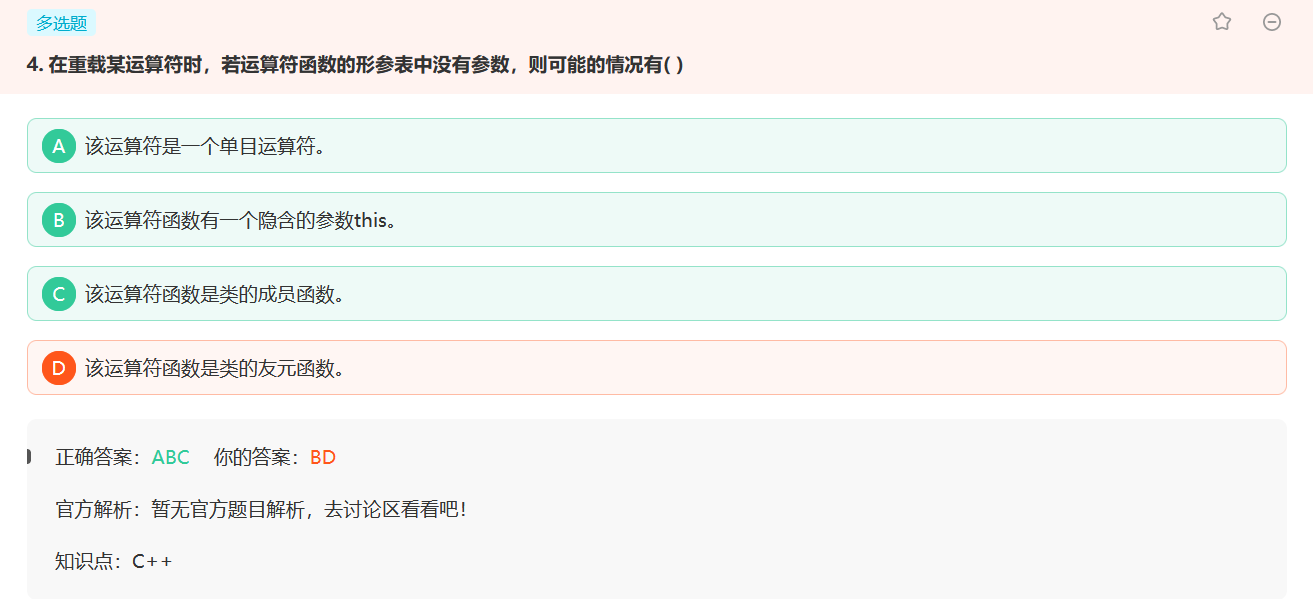 多选题
4. 在重载某运算符时，若运算符函数的形参表中没有参数，则可能的情况有( )
A 该运算符是一个单目运算符。
B 该运算符函数有一个隐含的参数this。
C 该运算符函数是类的成员函数。
D 该运算符函数是类的友元函数。
正确答案：ABC 你的答案：BD
官方解析：暂无官方题目解析，去讨论区看看吧！
知识点：C++